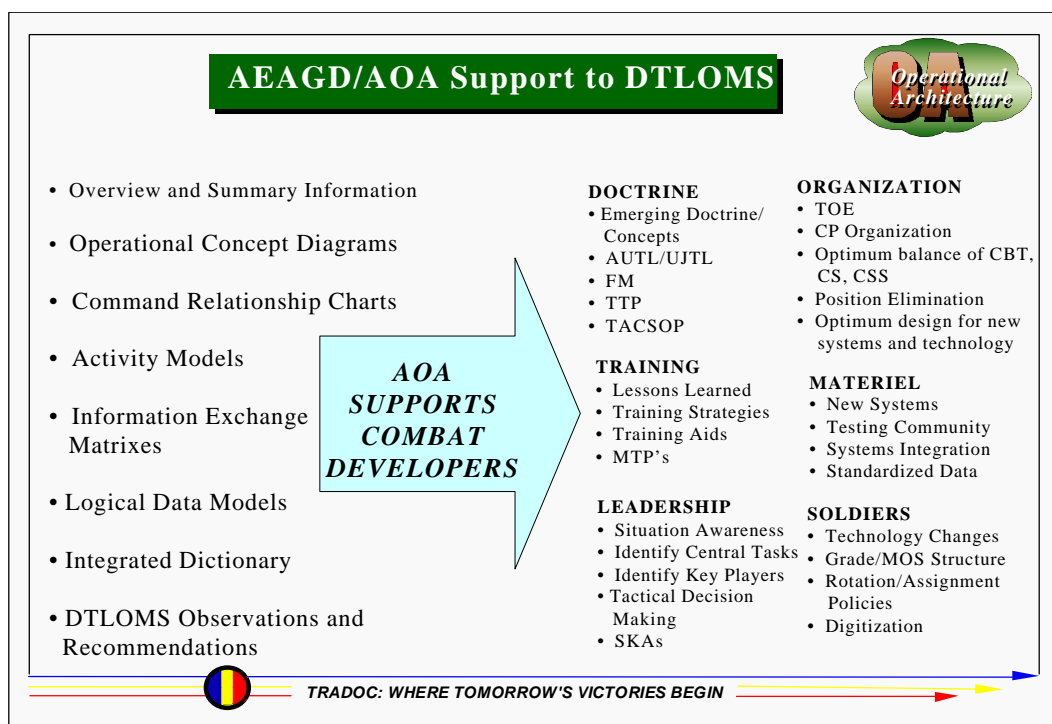 AEAGD/AOA Support to DTLOMS
OA
Operational
Architecture
• Overview and Summary Information
• Operational Concept Diagrams
• Command Relationship Charts
• Activity Models
• Information Exchange
Matrixes
• Logical Data Models
• Integrated Dictionary
• DTLOMS Observations and
Recommendations
AOA
SUPPORTS
COMBAT
DEVELOPERS
DOCTRINE
• Emerging Doctrine/
Concepts
• AUTL/UJTL
• FM
• TTP
• TACSOP
TRAINING
• Lessons Learned
• Training Strategies
• Training Aids
• MTP's
LEADERSHIP
• Situation Awareness
• Identify Central Tasks
• Identify Key Players
• Tactical Decision
Making
• SKAs
ORGANIZATION
• TOE
• CP Organization
• Optimum balance of CBT,
CS, CSS
• Position Elimination
• Optimum design for new
systems and technology
MATERIEL
• New Systems
• Testing Community
• Systems Integration
• Standardized Data
SOLDIERS
• Technology Changes
• Grade/MOS Structure
• Rotation/Assignment
Policies
• Digitization
TRADOC: WHERE TOMORROW'S VICTORIES BEGIN